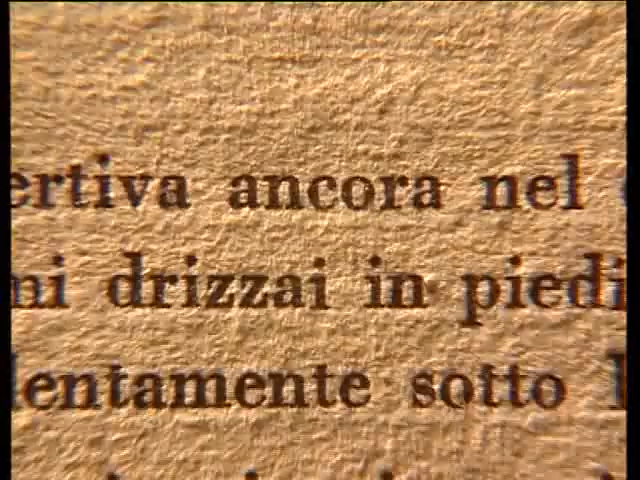 ertiva ancora nel
mi drizzai in piedi
lentamente sotto l